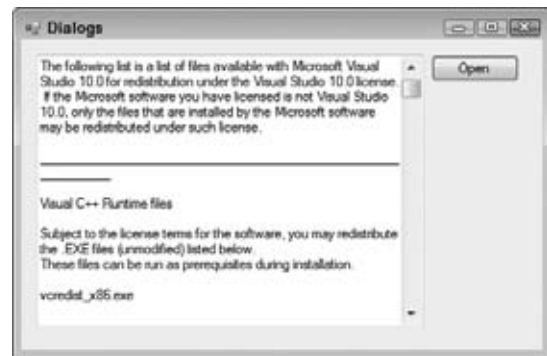 Dialogs
The following list is a list of files available with Microsoft Visual
Studio 10.0 for redistribution under the Visual Studio 10.0 license.
If the Microsoft software you have licensed is not Visual Studio
10.0, only the files that are installed by the Microsoft software
may be redistributed under such license.
Open
Visual C++ Runtime files
Subject to the license terms for the software, you may redistribute
the .EXE files (unmodified) listed below.
These files can be run as prerequisites during installation.
vcredist_x86.exe